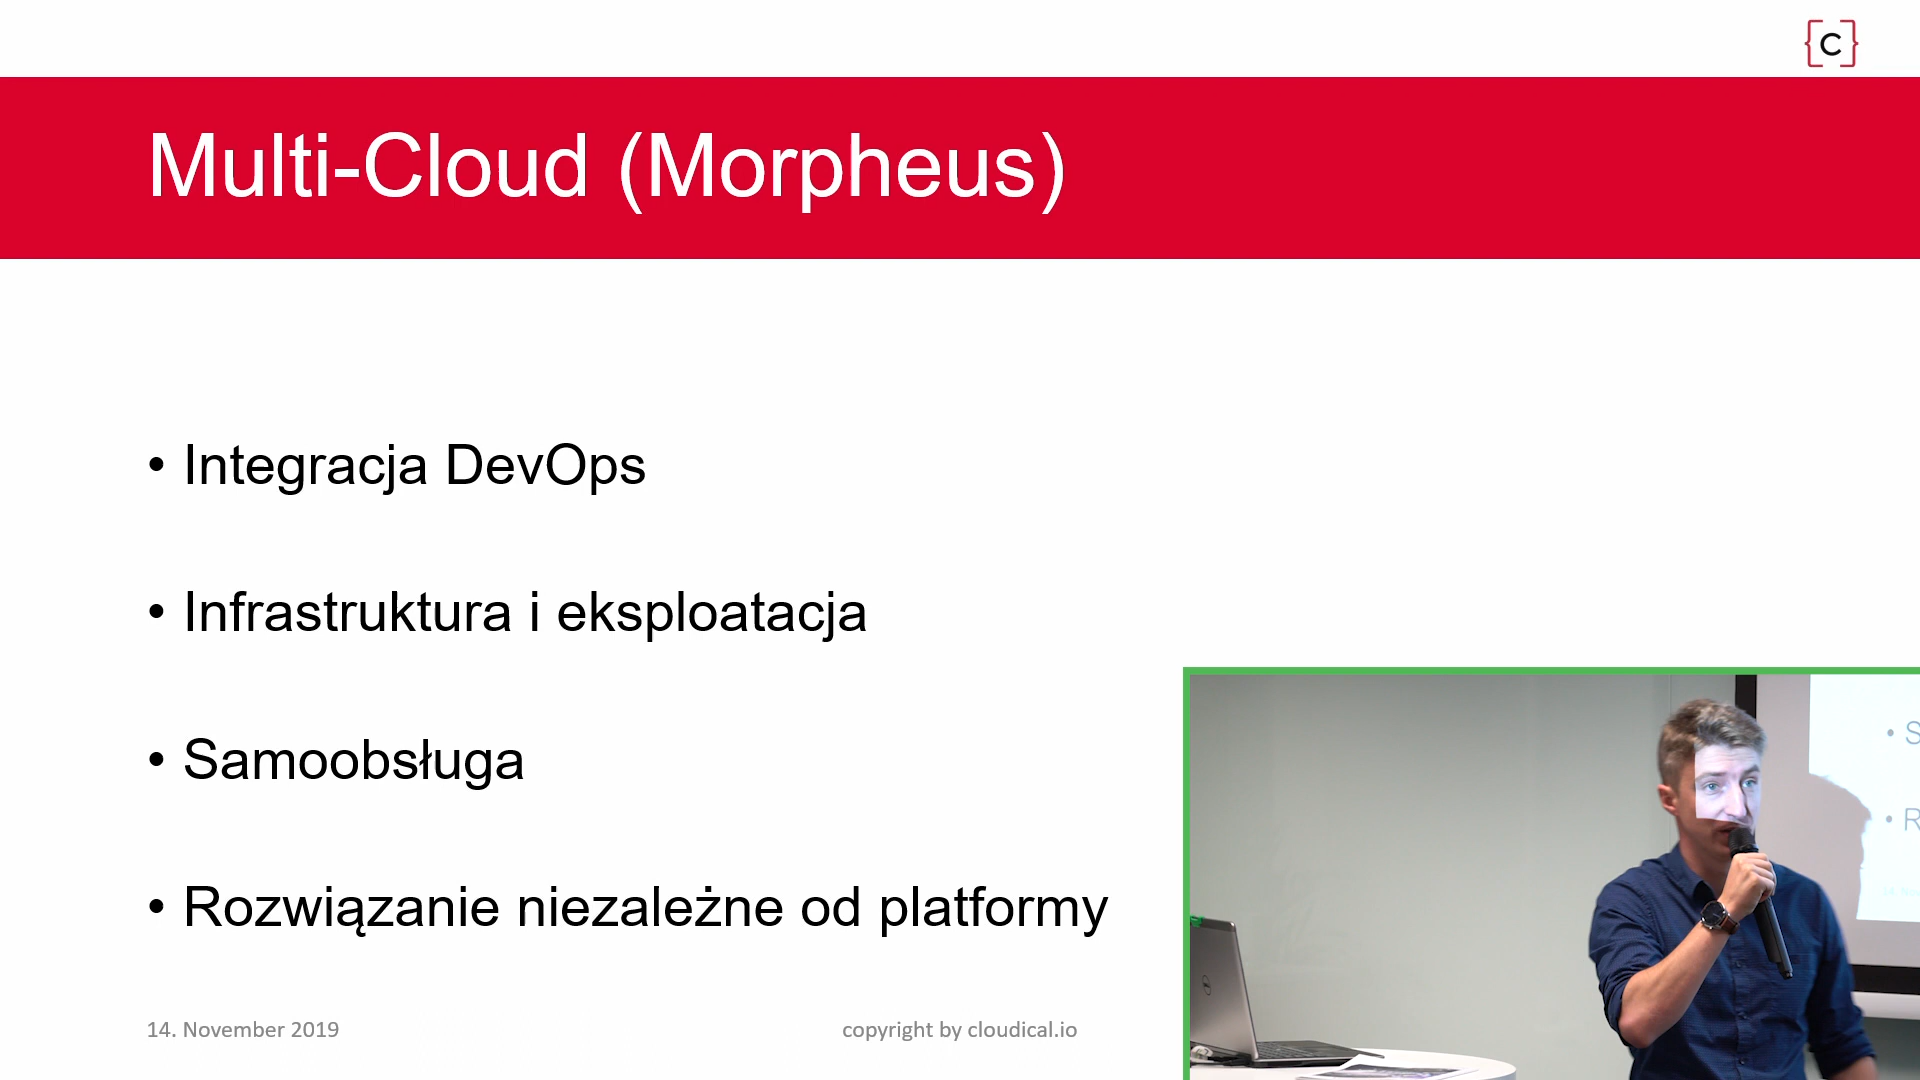 C
Multi-Cloud (Morpheus)
• Integracja DevOps
• Infrastruktura i eksploatacja
• Samoobsługa
• Rozwiązanie niezależne od platformy
14. November 2019
copyright by cloudical.io
• S
• R
DELL